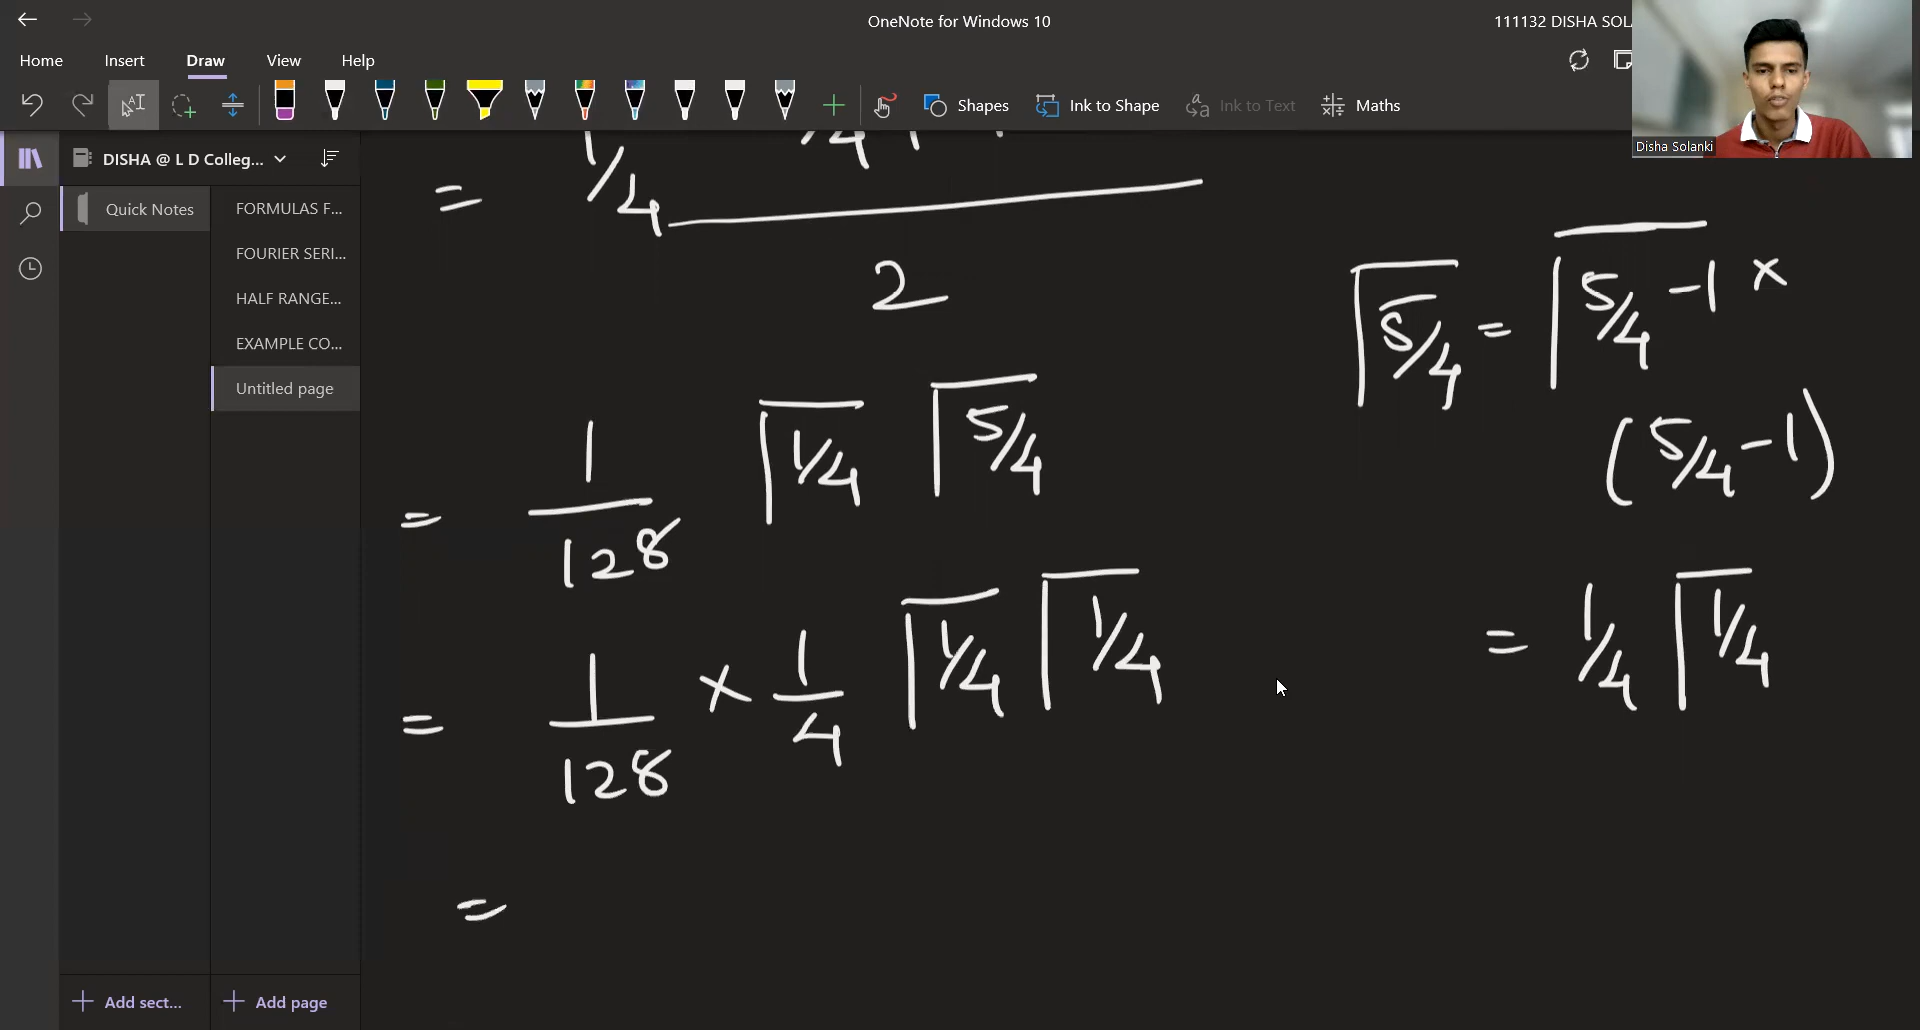 OneNote for Windows 10
111132 DISHA SOL
Home Insert Draw View Help
Shapes Ink to Shape Ink to Text Maths
Disha Solanki
DISHA @ L D Colleg...
Quick Notes
FORMULAS F...
FOURIER SERI...
HALF RANGE...
EXAMPLE CO...
Untitled page
= 1/4
2
= 1/128 Γ1/4 Γ5/4
= 1/128 × 1/4 Γ1/4 Γ1/4
=
Γ5/4 = Γ5/4 - 1 ×
(5/4 - 1)
= 1/4 Γ1/4
+ Add sect...
+ Add page